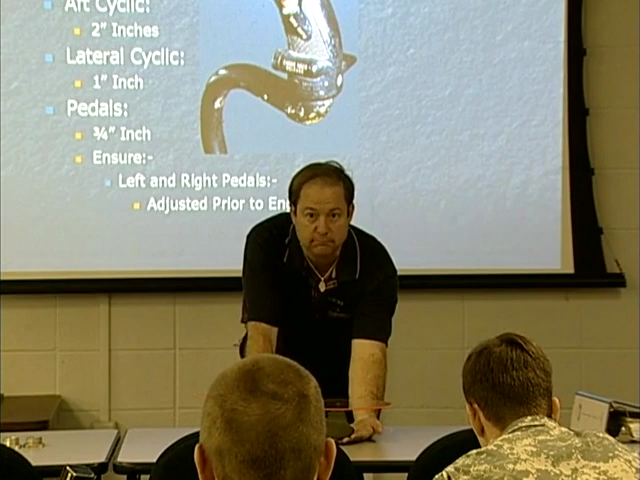 Aft Cyclic:
2" Inches
Lateral Cyclic:
1" Inch
Pedals:
¾" Inch
Ensure:-
Left and Right Pedals:-
Adjusted Prior to